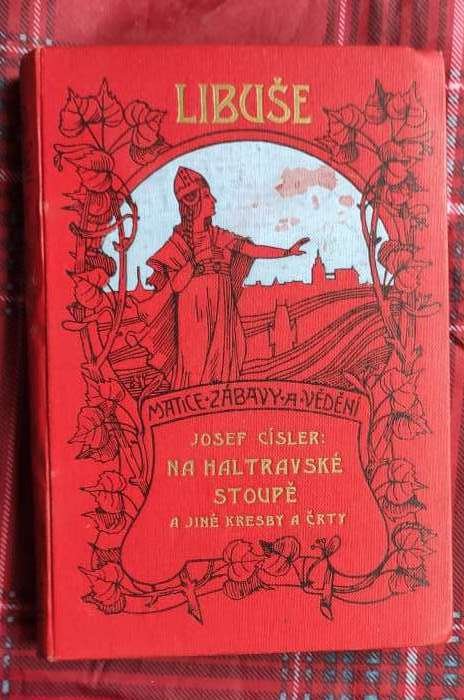 LIBUŠE
MATICE · ZÁBAVY · A · VĚDĚNÍ
JOSEF CÍSLER:
NA HALTRAVSKÉ
STOUPĚ
A JINÉ KRESBY A ČRTY